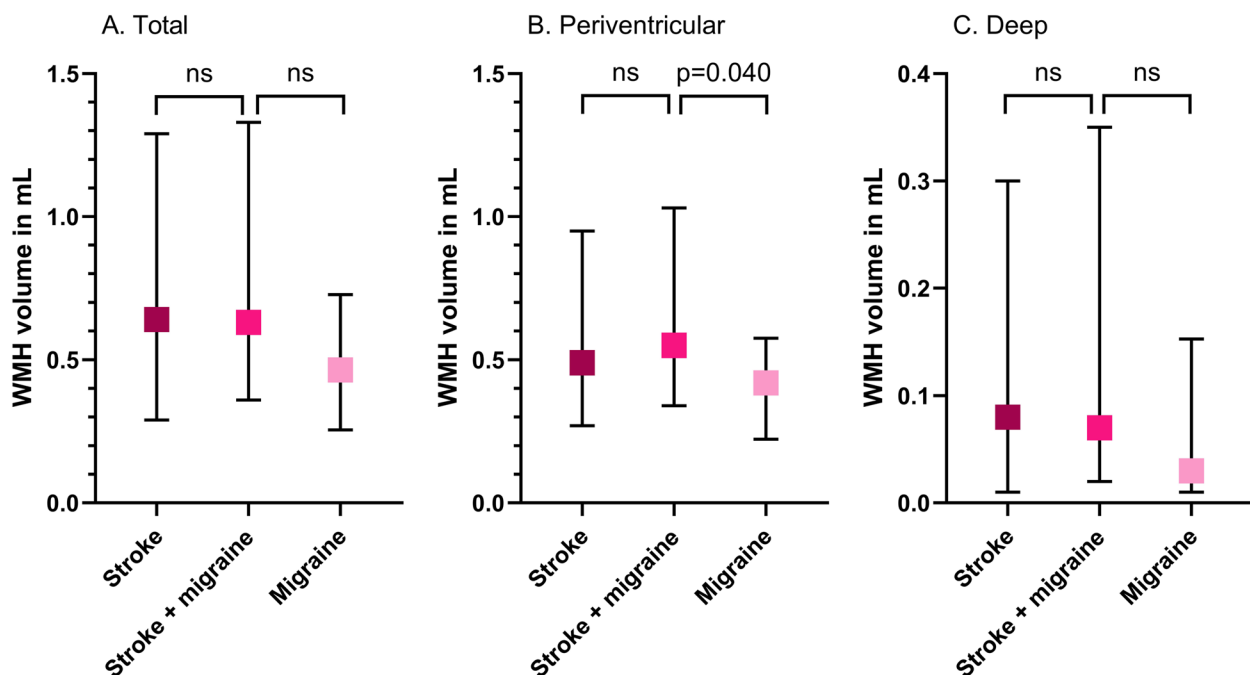 A. Total
B. Periventricular
C. Deep
ns
ns
ns
p=0.040
ns
ns
WMH volume in mL
1.5
1.0
0.5
0.0
Stroke
Stroke + migraine
Migraine
WMH volume in mL
1.5
1.0
0.5
0.0
Stroke
Stroke + migraine
Migraine
WMH volume in mL
0.4
0.3
0.2
0.1
0.0
Stroke
Stroke + migraine
Migraine